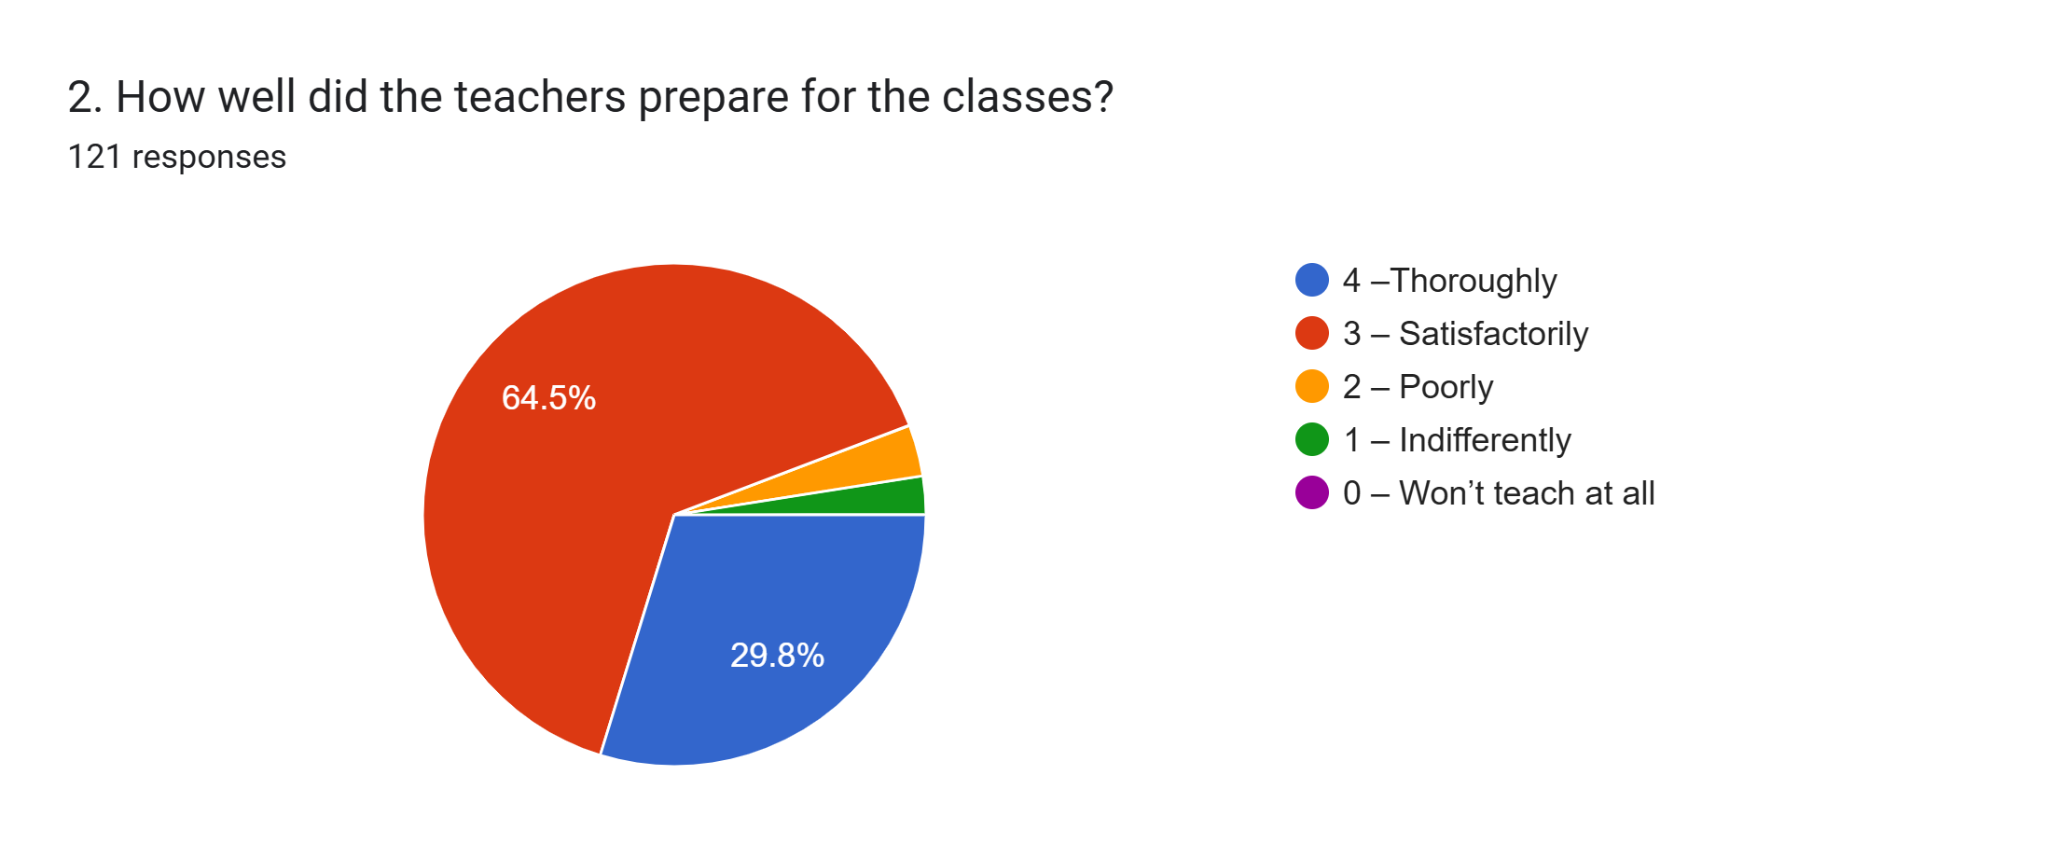 2. How well did the teachers prepare for the classes?
121 responses
64.5%
29.8%
4 –Thoroughly
3 – Satisfactorily
2 – Poorly
1 – Indifferently
0 – Won’t teach at all